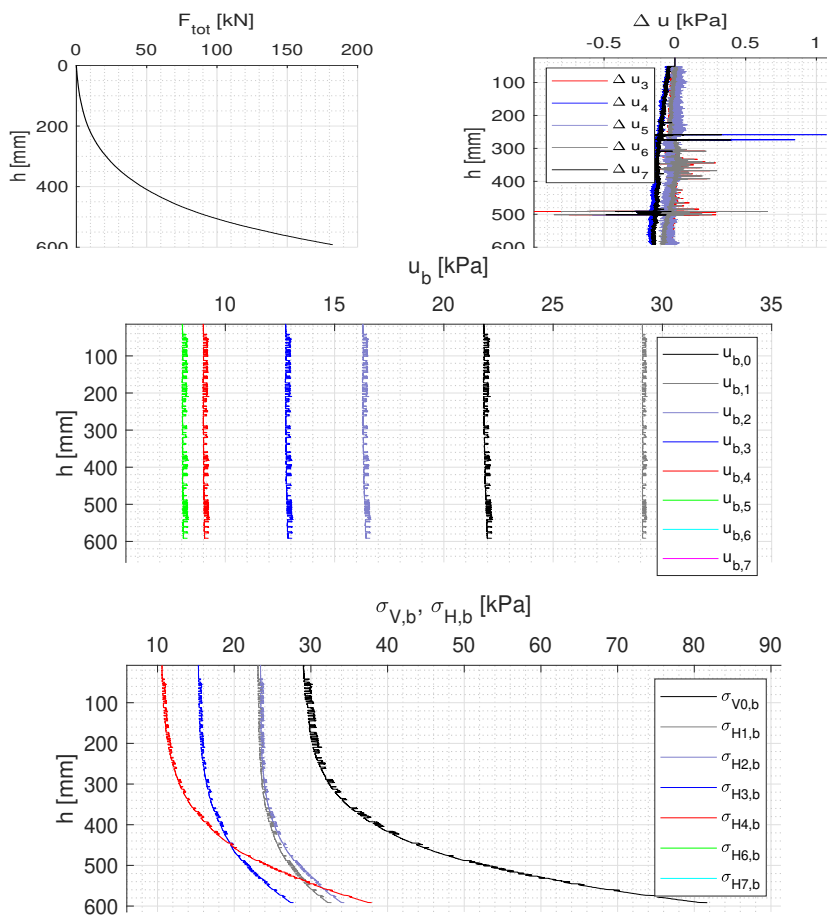 F_tot [kN]
0 50 100 150 200
0
200
400
600
h [mm]
Δ u [kPa]
-0.5 0 0.5 1
100
200
300
400
500
600
h [mm]
Δ u_3
Δ u_4
Δ u_5
Δ u_6
Δ u_7
u_b [kPa]
10 15 20 25 30 35
100
200
300
400
500
600
h [mm]
u_b,0
u_b,1
u_b,2
u_b,3
u_b,4
u_b,5
u_b,6
u_b,7
σ_V,b, σ_H,b [kPa]
10 20 30 40 50 60 70 80 90
100
200
300
400
500
600
h [mm]
σ_V0,b
σ_H1,b
σ_H2,b
σ_H3,b
σ_H4,b
σ_H6,b
σ_H7,b